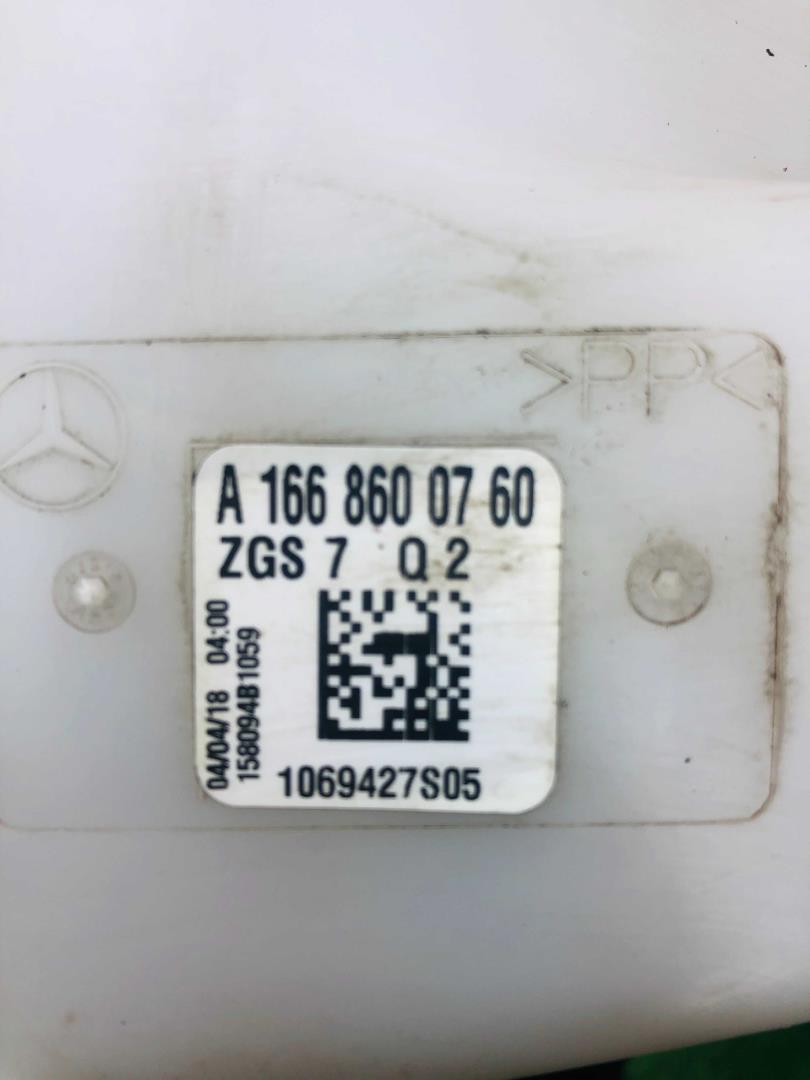 >PP<
A 166 860 07 60
ZGS 7 Q 2
04/04/18 04:00
158094B1059
1069427S05